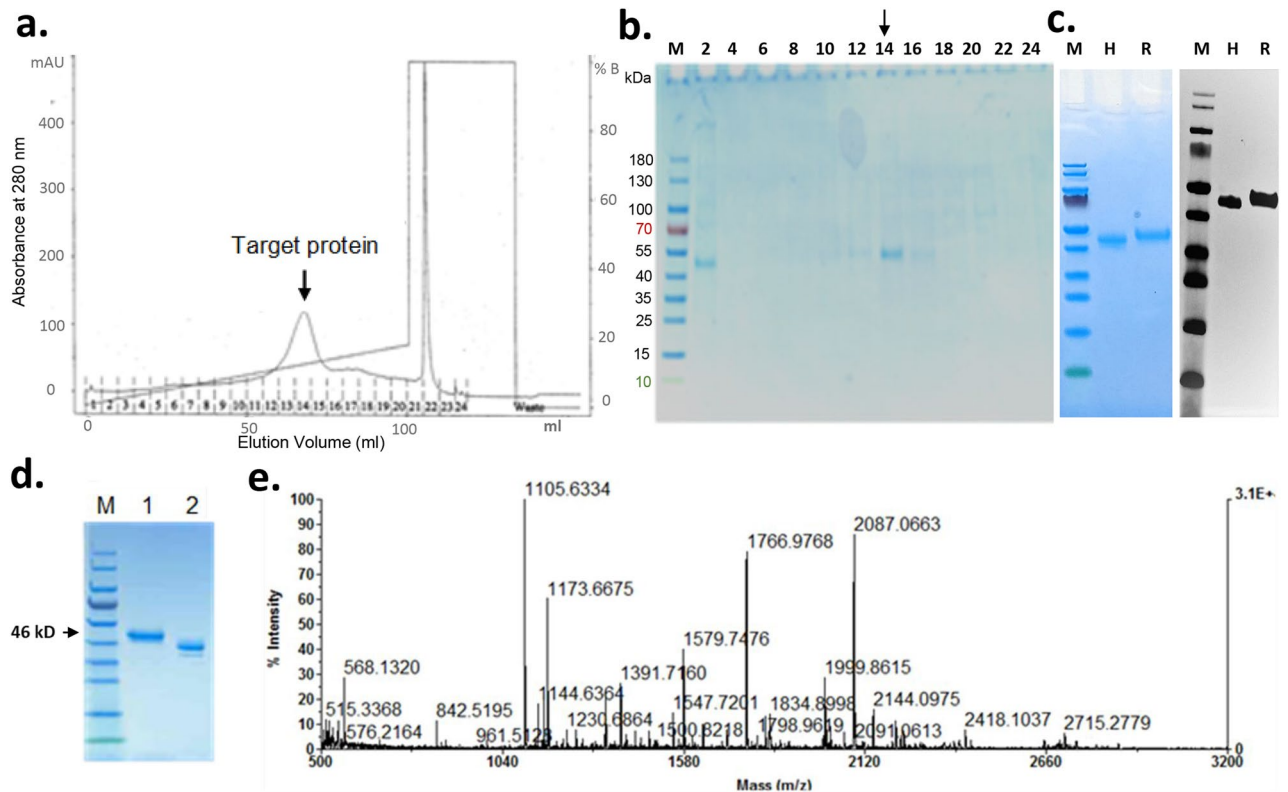 a.
mAU
400
300
200
100
0
Absorbance at 280 nm
% B
80
60
40
20
0
Target protein
1 2 3 4 5 6 7 8 9 10 11 12 13 14 15 16 17 18 19 20 21 22 23 24 Waste
0 50 100 ml
Elution Volume (ml)
b.
M 2 4 6 8 10 12 14 16 18 20 22 24
kDa
180
130
100
70
55
40
35
25
15
10
c.
M H R
M H R
d.
M 1 2
46 kD
e.
100
90
80
70
60
50
40
30
20
10
0
% Intensity
3.1E+
0
1105.6334
2087.0663
1766.9768
1173.6675
1579.7476
568.1320
1391.7160
1999.8615
1144.6364
1547.7201
1834.8998
2144.0975
515.3368
842.5195
1230.6864
1500.8218
2418.1037
2715.2779
576.2164
961.5123
798.9619
2091.0613
500 1040 1580 2120 2660 3200
Mass (m/z)